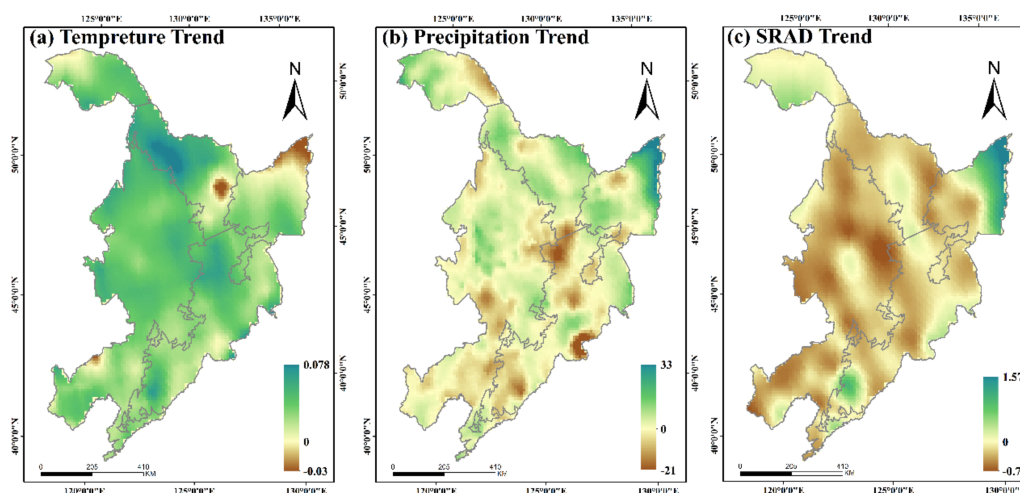 125°0'0"E 130°0'0"E 135°0'0"E
(a) Tempreture Trend
N
50°0'0"N
45°0'0"N
40°0'0"N
0.078
0
-0.03
0 205 410
KM
120°0'0"E 125°0'0"E 130°0'0"E
125°0'0"E 130°0'0"E 135°0'0"E
(b) Precipitation Trend
N
50°0'0"N
45°0'0"N
40°0'0"N
33
0
-21
0 205 410
KM
120°0'0"E 125°0'0"E 130°0'0"E
125°0'0"E 130°0'0"E 135°0'0"E
(c) SRAD Trend
N
50°0'0"N
45°0'0"N
40°0'0"N
1.57
0
-0.7
0 205 410
KM
120°0'0"E 125°0'0"E 130°0'0"E